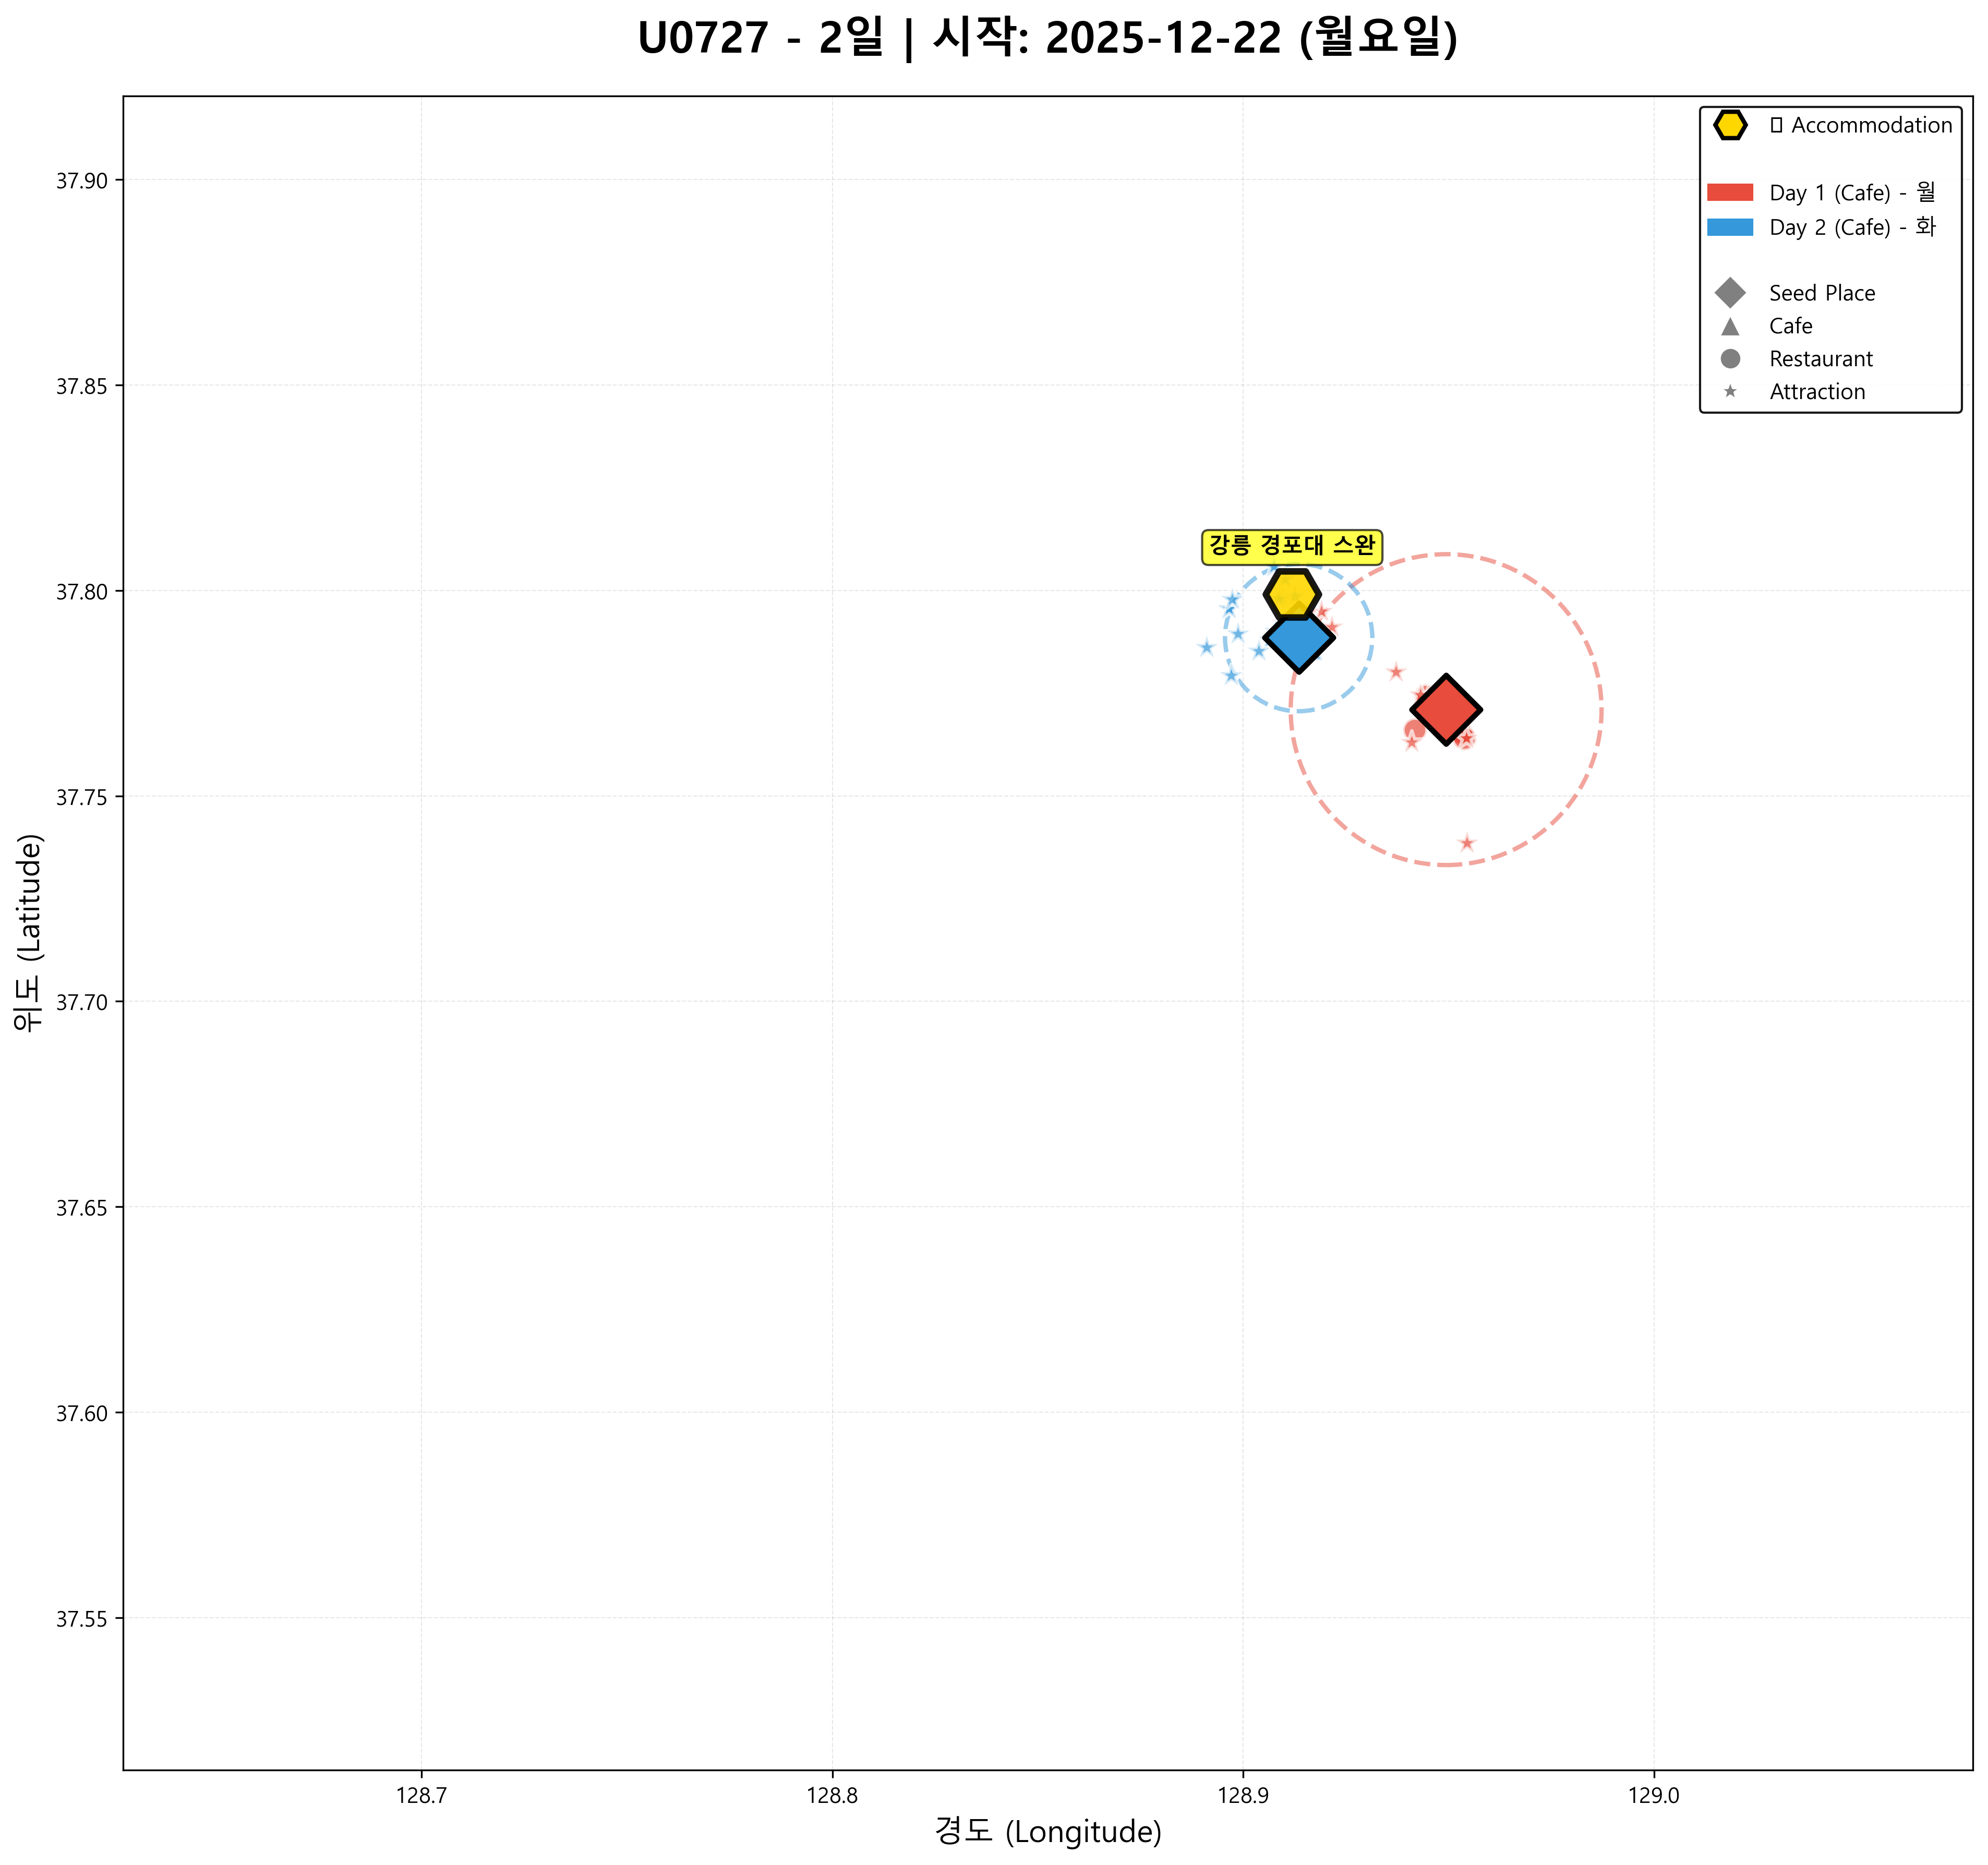 U0727 - 2일 | 시작: 2025-12-22 (월요일)
Accommodation
Day 1 (Cafe) - 월
Day 2 (Cafe) - 화
Seed Place
Cafe
Restaurant
Attraction
강릉 경포대 스완
위도 (Latitude)
37.90
37.85
37.80
37.75
37.70
37.65
37.60
37.55
128.7 128.8 128.9 129.0
경도 (Longitude)